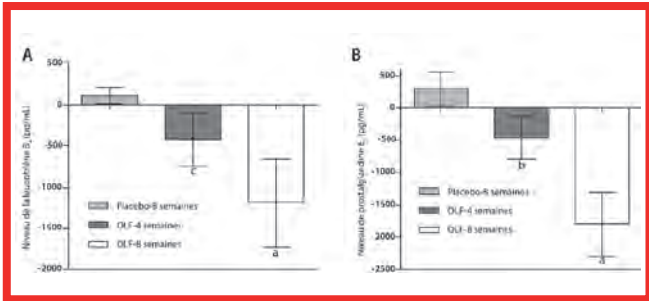 A
Niveau de la leucotriène B₄ (pg/mL)
500
0
-500
-1000
-1500
-2000
c
a
Placebo-8 semaines
OLF-4 semaines
OLF-8 semaines
B
Niveau de prostaglandine E₂ (pg/mL)
500
0
-500
-1000
-1500
-2000
-2500
b
a
Placebo-8 semaines
OLF-4 semaines
OLF-8 semaines